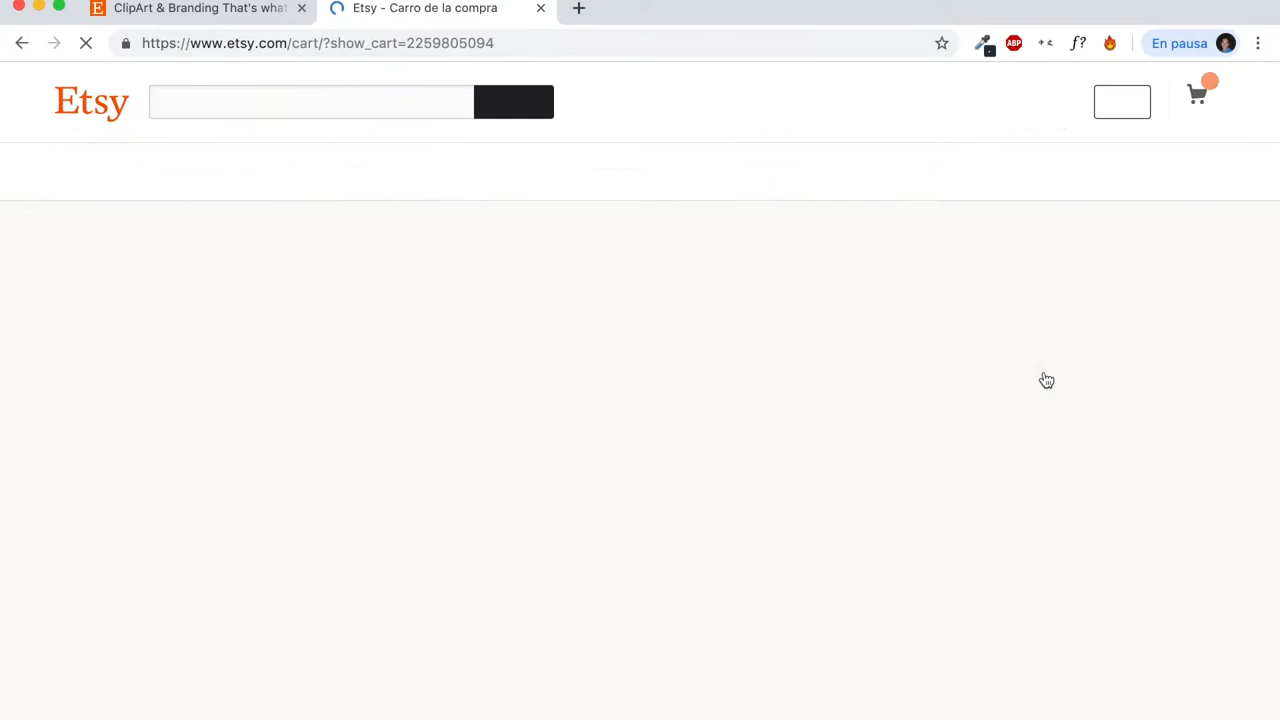 ClipArt & Branding That's what
Etsy - Carro de la compra
https://www.etsy.com/cart/?show_cart=2259805094
ABP
f?
En pausa
Etsy